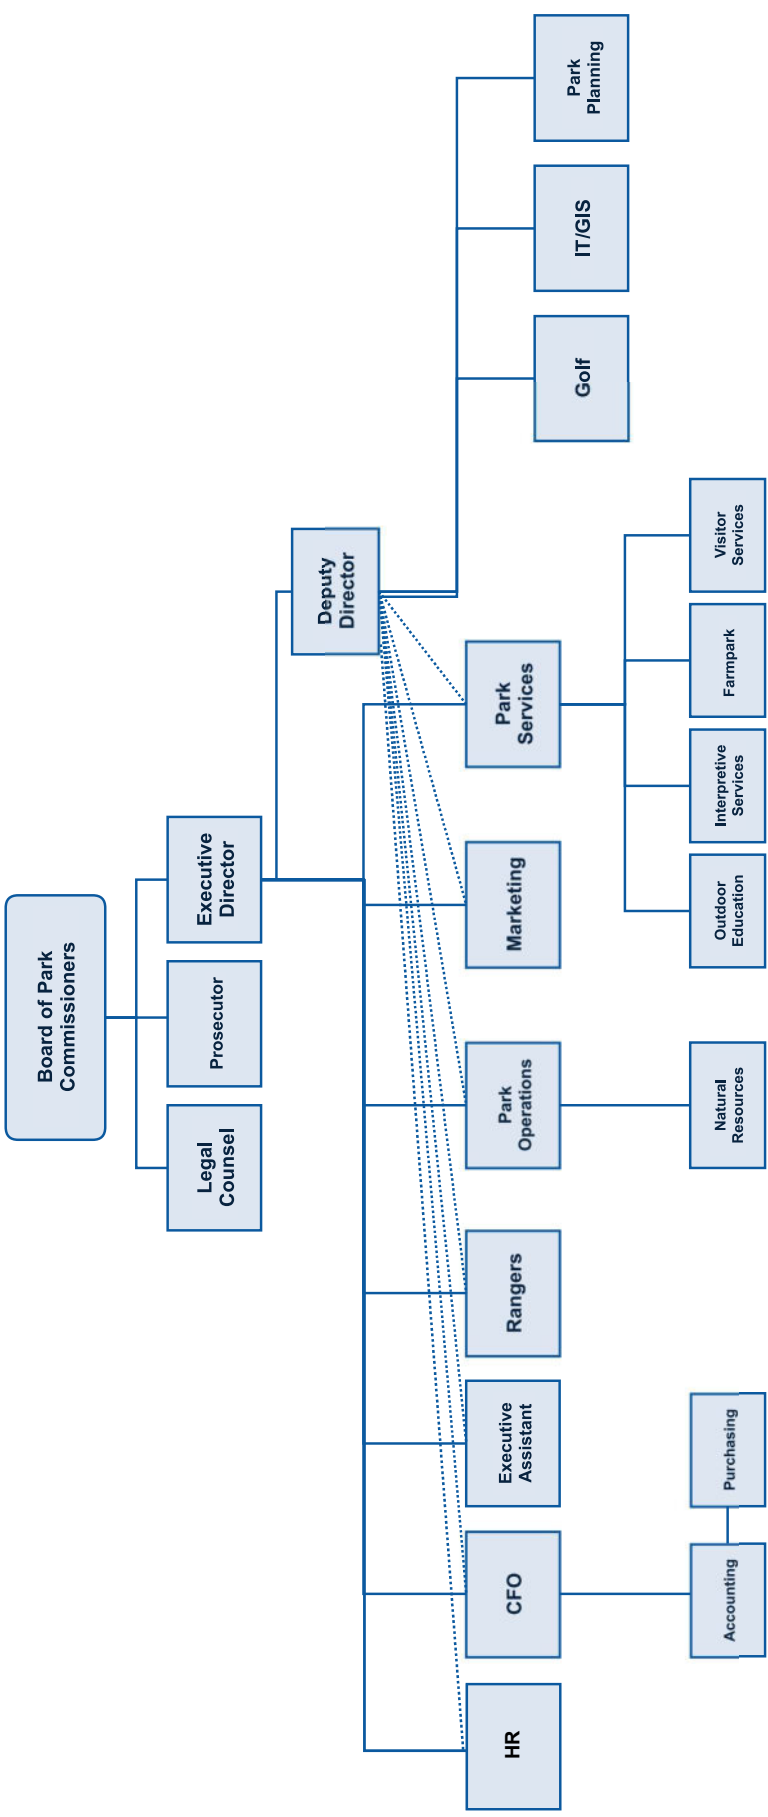 Board of Park
Commissioners
Legal
Counsel
Prosecutor
Executive
Director
Deputy
Director
HR
CFO
Executive
Assistant
Rangers
Park
Operations
Marketing
Park
Services
Golf
IT/GIS
Park
Planning
Accounting
Purchasing
Natural
Resources
Outdoor
Education
Interpretive
Services
Farmpark
Visitor
Services